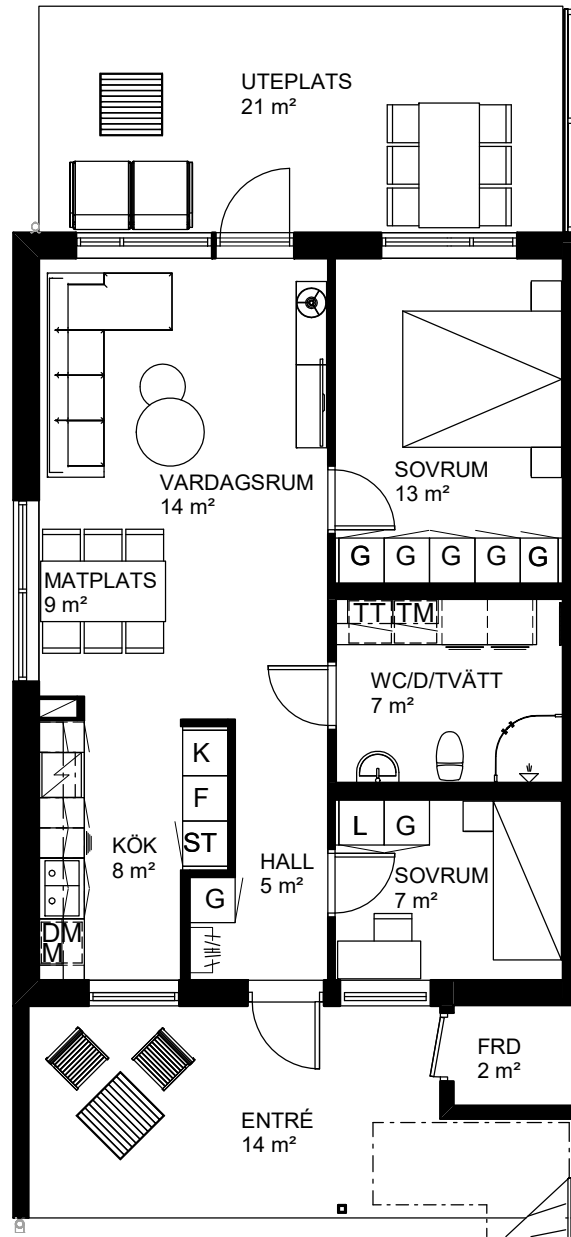 UTEPLATS
21 m²
VARDAGSRUM
14 m²
SOVRUM
13 m²
G G G G G
MATPLATS
9 m²
TT TM
WC/D/TVÄTT
7 m²
K
F
ST
KÖK
8 m²
HALL
5 m²
L G
SOVRUM
7 m²
G
DM
M
FRD
2 m²
ENTRÉ
14 m²